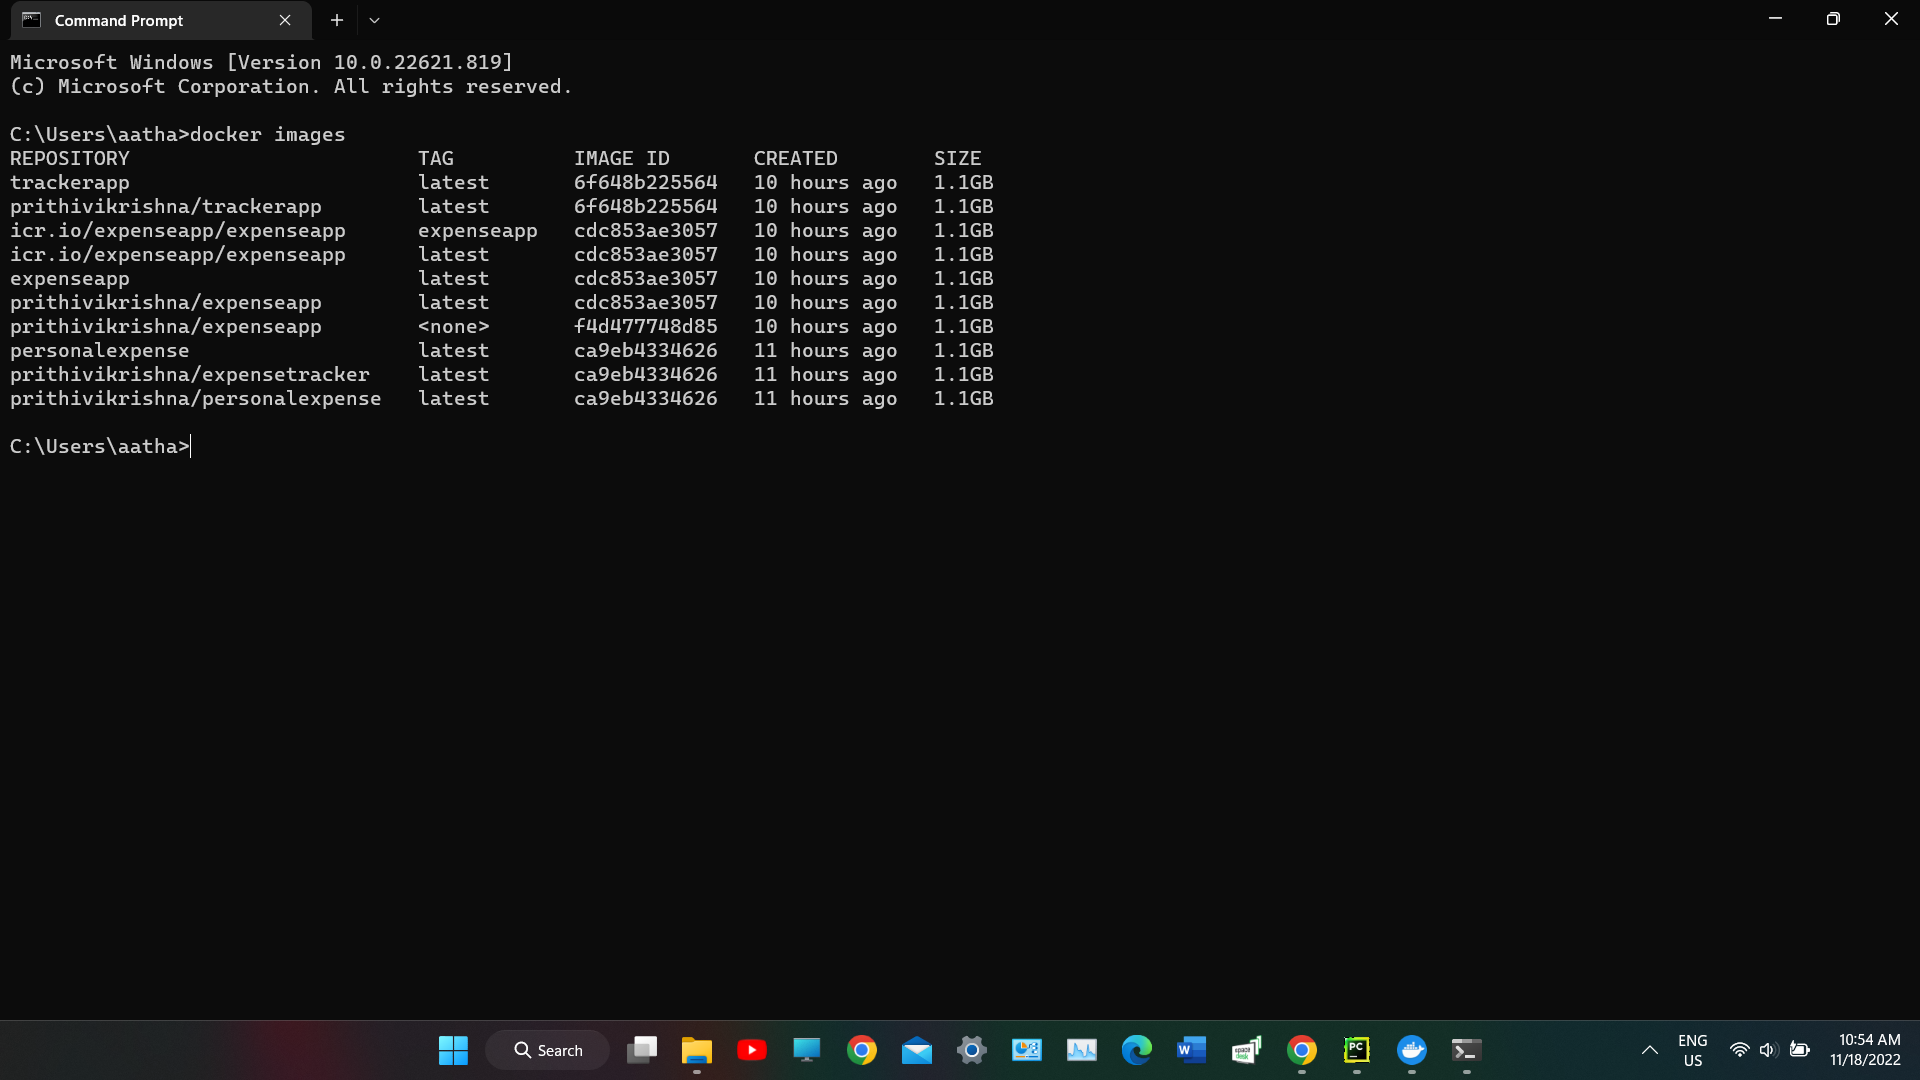 Command Prompt
Microsoft Windows [Version 10.0.22621.819]
(c) Microsoft Corporation. All rights reserved.
C:\Users\aatha>docker images
REPOSITORY TAG IMAGE ID CREATED SIZE
trackerapp latest 6f648b225564 10 hours ago 1.1GB
prithivikrishna/trackerapp latest 6f648b225564 10 hours ago 1.1GB
icr.io/expenseapp/expenseapp expenseapp cdc853ae3057 10 hours ago 1.1GB
icr.io/expenseapp/expenseapp latest cdc853ae3057 10 hours ago 1.1GB
expenseapp latest cdc853ae3057 10 hours ago 1.1GB
prithivikrishna/expenseapp latest cdc853ae3057 10 hours ago 1.1GB
prithivikrishna/expenseapp <none> f4d477748d85 10 hours ago 1.1GB
personalexpense latest ca9eb4334626 11 hours ago 1.1GB
prithivikrishna/expensetracker latest ca9eb4334626 11 hours ago 1.1GB
prithivikrishna/personalexpense latest ca9eb4334626 11 hours ago 1.1GB
C:\Users\aatha>
Search
W
space
desk
PC
ENG
US
10:54 AM
11/18/2022